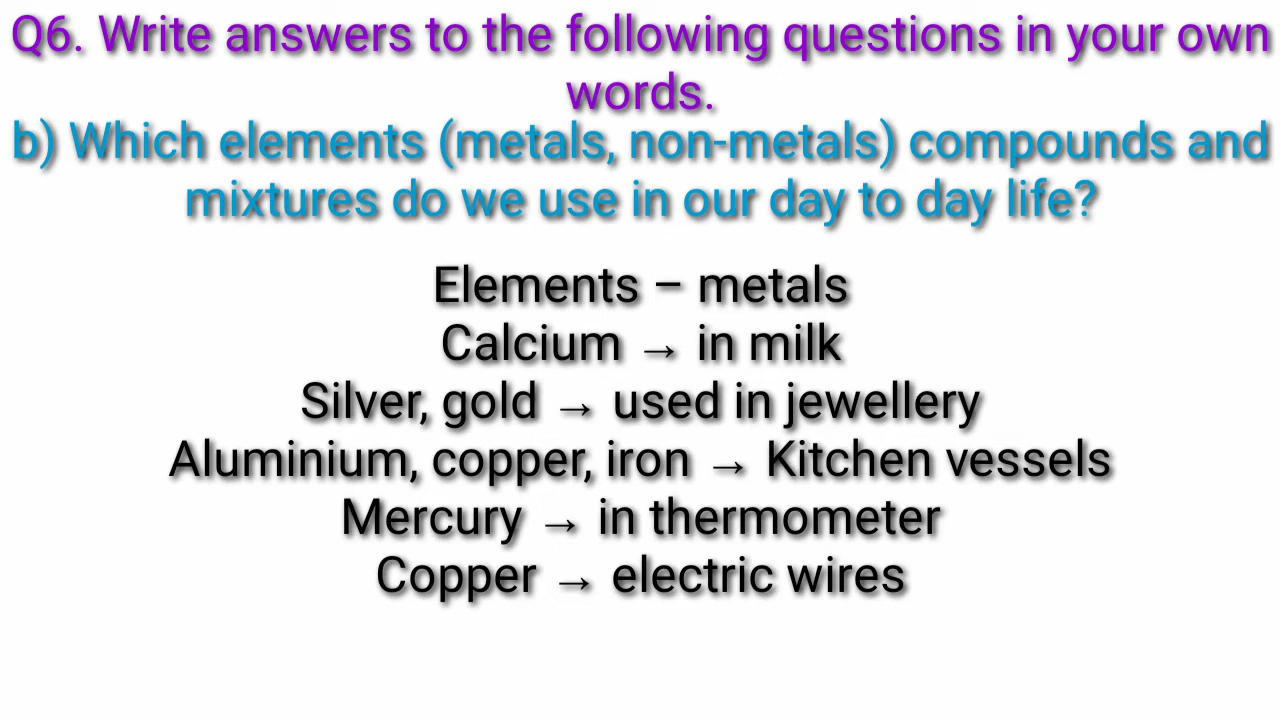 Q6. Write answers to the following questions in your own
words.
b) Which elements (metals, non-metals) compounds and
mixtures do we use in our day to day life?
Elements – metals
Calcium → in milk
Silver, gold → used in jewellery
Aluminium, copper, iron → Kitchen vessels
Mercury → in thermometer
Copper → electric wires